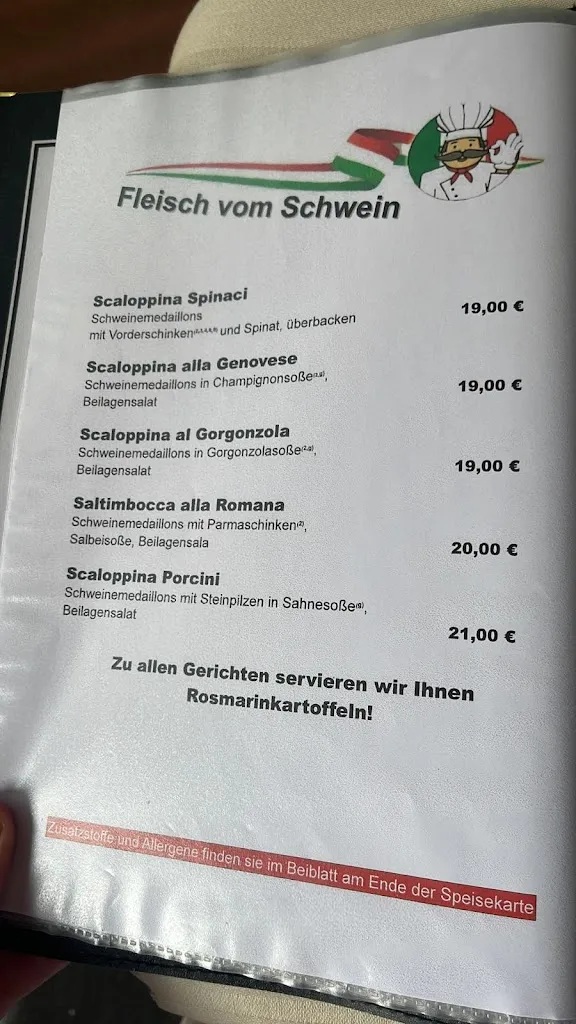 Fleisch vom Schwein
Scaloppina Spinaci
Schweinemedaillons
mit Vorderschinken und Spinat, überbacken
19,00 €
Scaloppina alla Genovese
Schweinemedaillons in Champignonsoße,
Beilagensalat
19,00 €
Scaloppina al Gorgonzola
Schweinemedaillons in Gorgonzolasoße,
Beilagensalat
19,00 €
Saltimbocca alla Romana
Schweinemedaillons mit Parmaschinken(2),
Salbeisoße, Beilagensala
20,00 €
Scaloppina Porcini
Schweinemedaillons mit Steinpilzen in Sahnesoße,
Beilagensalat
21,00 €
Zu allen Gerichten servieren wir Ihnen
Rosmarinkartoffeln!
Zusatzstoffe und Allergene finden sie im Beiblatt am Ende der Speisekarte